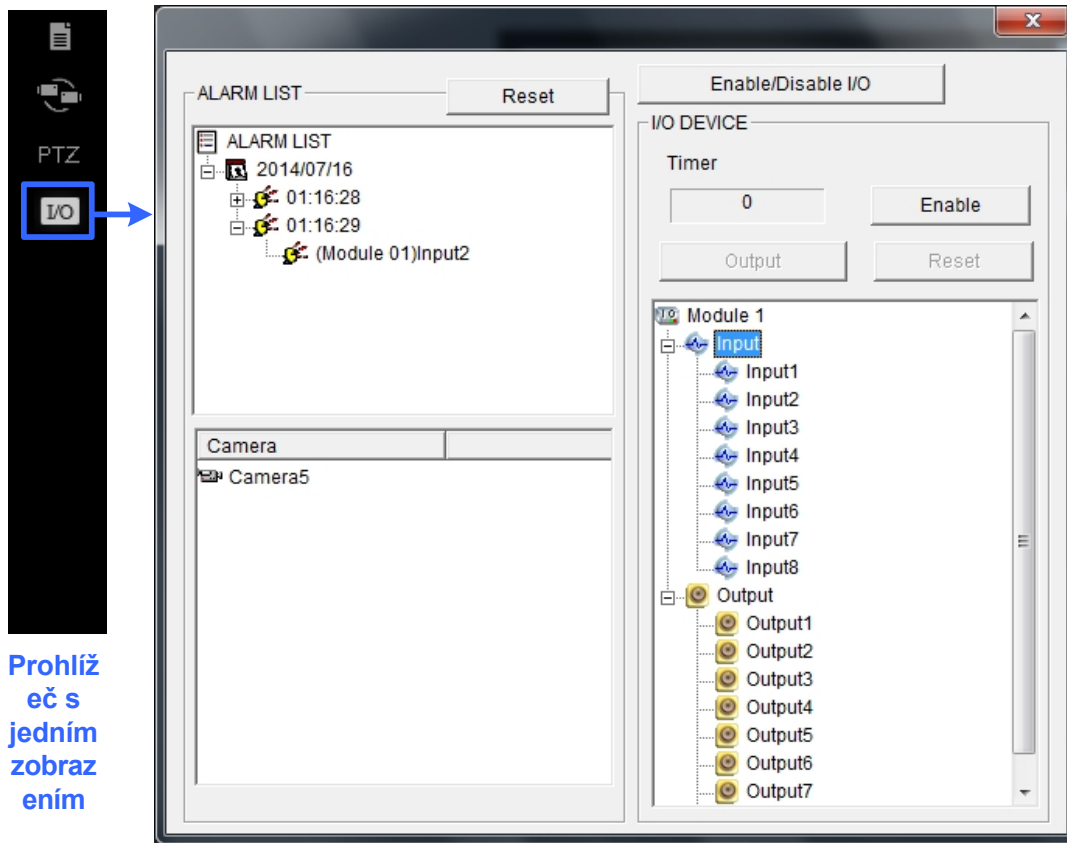 PTZ
I/O
Prohlíž
eč s
jedním
zobraz
ením
x
ALARM LIST
Reset
ALARM LIST
2014/07/16
01:16:28
01:16:29
(Module 01)Input2
Camera
Camera5
Enable/Disable I/O
I/O DEVICE
Timer
0
Enable
Output
Reset
Module 1
Input
Input1
Input2
Input3
Input4
Input5
Input6
Input7
Input8
Output
Output1
Output2
Output3
Output4
Output5
Output6
Output7